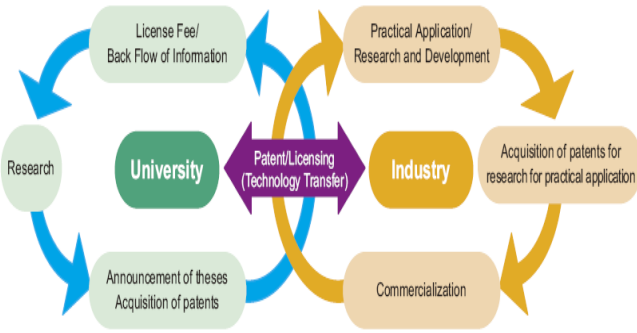 License Fee/
Back Flow of Information
Practical Application/
Research and Development
Research
University
Patent/Licensing
(Technology Transfer)
Industry
Acquisition of patents for
research for practical application
Announcement of theses
Acquisition of patents
Commercialization